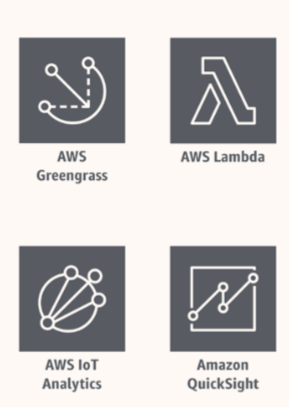 AWS
Greengrass
AWS Lambda
AWS IoT
Analytics
Amazon
QuickSight